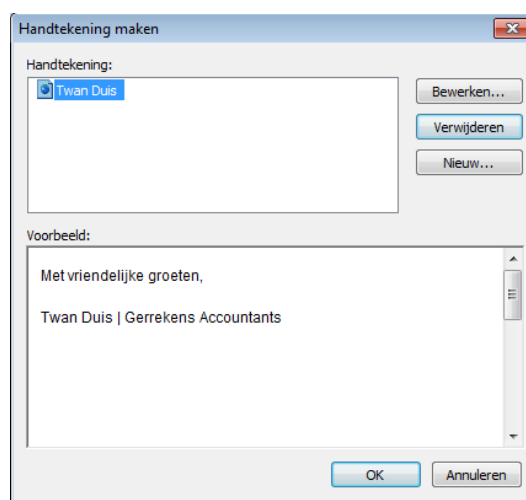 Handtekening maken
Handtekening:
Twan Duis
Bewerken...
Verwijderen
Nieuw...
Voorbeeld:
Met vriendelijke groeten,
Twan Duis | Gerrekens Accountants
OK
Annuleren